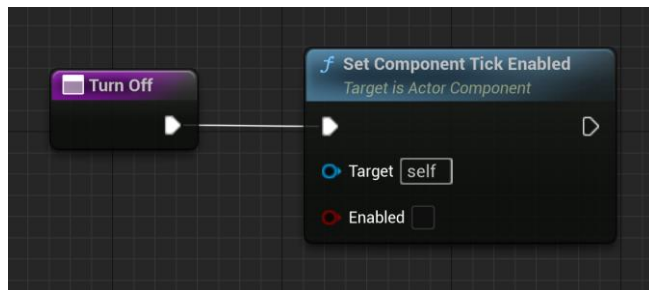 Turn Off
f Set Component Tick Enabled
Target is Actor Component
Target self
Enabled